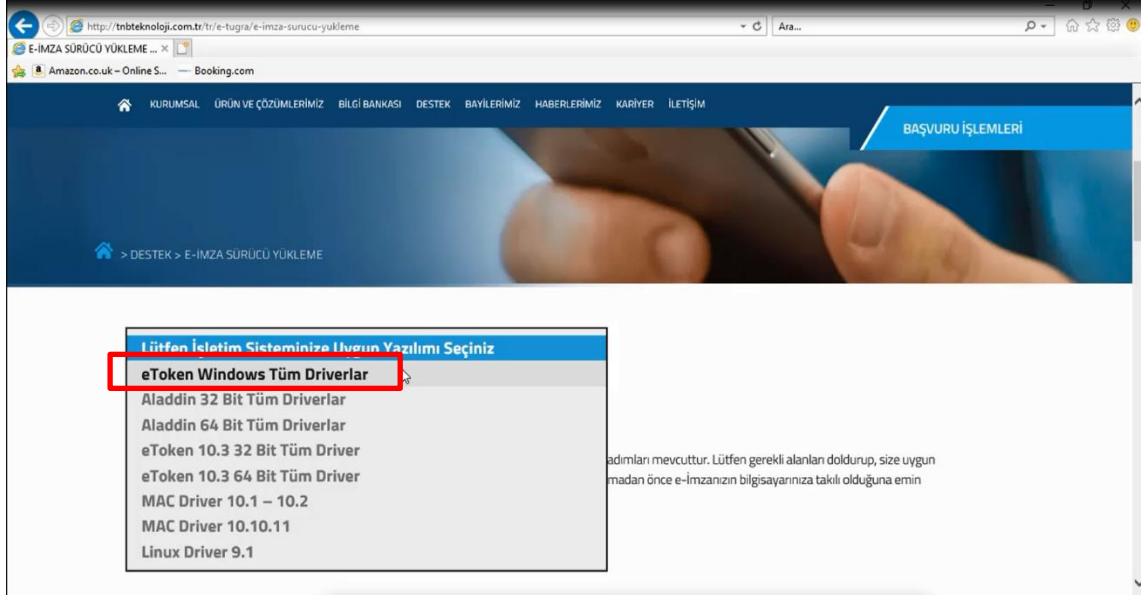 http://tnbteknoloji.com.tr/tr/e-tugra/e-imza-surucu-yukleme
Ara...
E-İMZA SÜRÜCÜ YÜKLEME ...
Amazon.co.uk – Online S...
Booking.com
KURUMSAL ÜRÜN VE ÇÖZÜMLERİMİZ BİLGİ BANKASI DESTEK BAYİLERİMİZ HABERLERİMİZ KARİYER İLETİŞİM
BAŞVURU İŞLEMLERİ
> DESTEK > E-İMZA SÜRÜCÜ YÜKLEME
Lütfen İşletim Sisteminize Uygun Yazılımı Seçiniz
eToken Windows Tüm Driverlar
Aladdin 32 Bit Tüm Driverlar
Aladdin 64 Bit Tüm Driverlar
eToken 10.3 32 Bit Tüm Driver
eToken 10.3 64 Bit Tüm Driver
MAC Driver 10.1 – 10.2
MAC Driver 10.10.11
Linux Driver 9.1
adımları mevcuttur. Lütfen gerekli alanları doldurup, size uygun
madan önce e-İmzanızın bilgisayarınıza takılı olduğuna emin